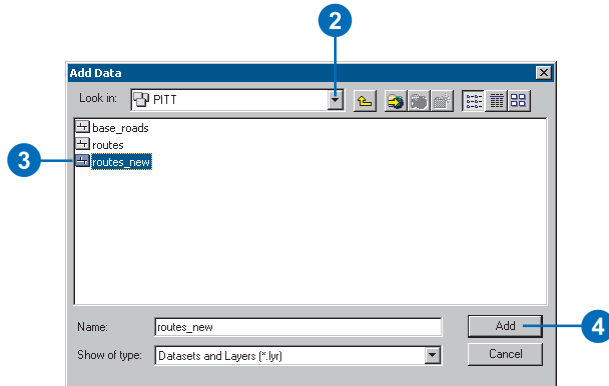 2
Add Data
Look in: PITT
base_roads
routes
3
routes_new
Name: routes_new
Add
4
Show of type: Datasets and Layers (*.lyr)
Cancel